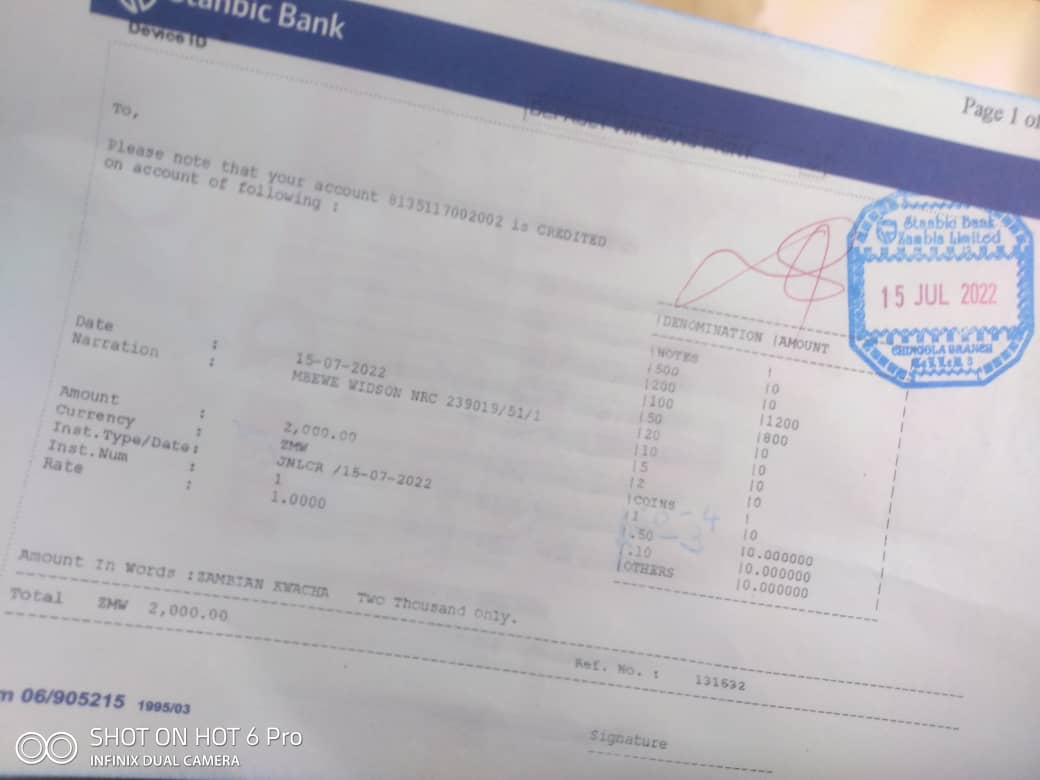 Stanbic Bank
Device ID
Page 1 of
To,
Please note that your account 8135117002002 is CREDITED
on account of following :
Stanbic Bank
Zambia Limited
15 JUL 2022
CHINGOLA BRANCH
|DENOMINATION |AMOUNT
|NOTES |
|500 |0
|200 |0
|100 |1200
|50 |800
|20 |0
|10 |0
|5 |0
|2 |0
|COINS |
|1 |0
|.50 |0.000000
|.10 |0.000000
|OTHERS |0.000000
Date : 15-07-2022
Narration : MBEWE WIDSON NRC 239019/51/1
Amount : 2,000.00
Currency : ZMW
Inst.Type/Date: JNLCR /15-07-2022
Inst.Num : 1
Rate : 1.0000
Amount In Words :ZAMBIAN KWACHA Two Thousand Only.
Total ZMW 2,000.00
Ref. No. : 131632
m 06/905215 1995/03
Signature
SHOT ON HOT 6 Pro
INFINIX DUAL CAMERA